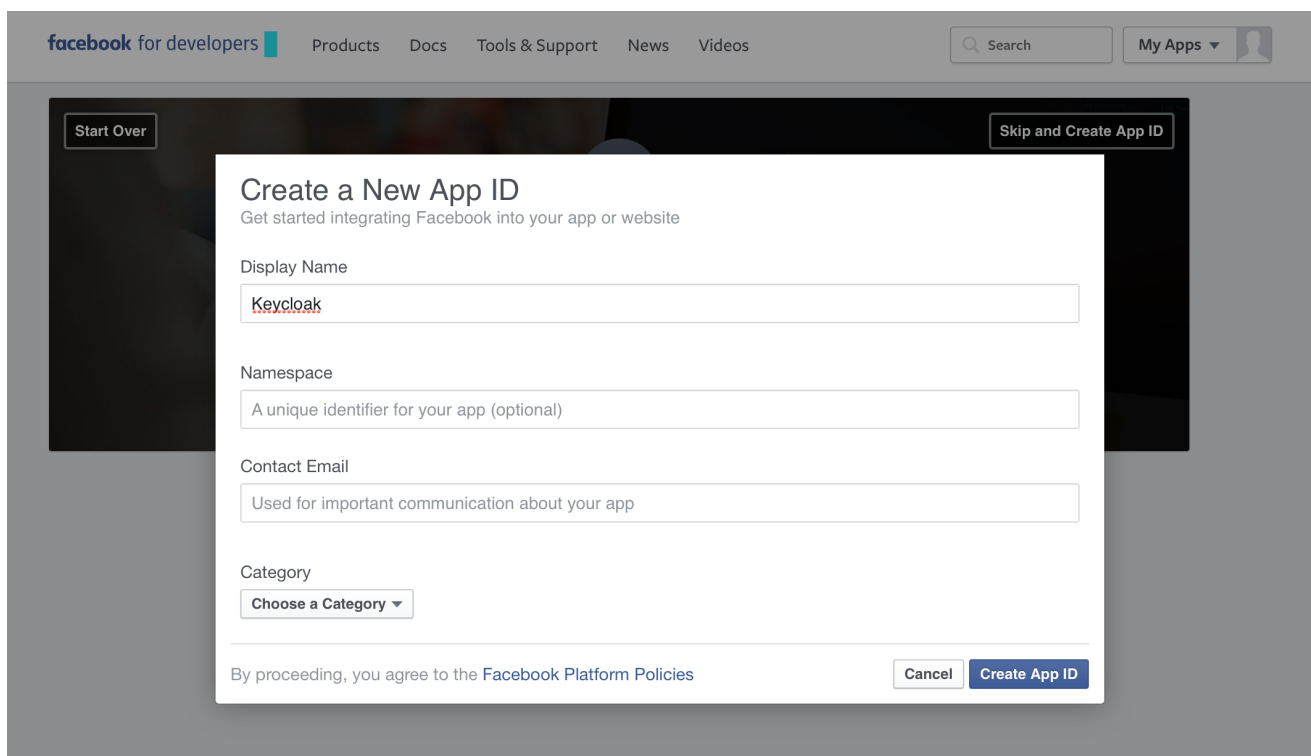 facebook for developers Products Docs Tools & Support News Videos Search My Apps
Start Over Skip and Create App ID
Create a New App ID
Get started integrating Facebook into your app or website
Display Name
Keycloak
Namespace
A unique identifier for your app (optional)
Contact Email
Used for important communication about your app
Category
Choose a Category
By proceeding, you agree to the Facebook Platform Policies Cancel Create App ID